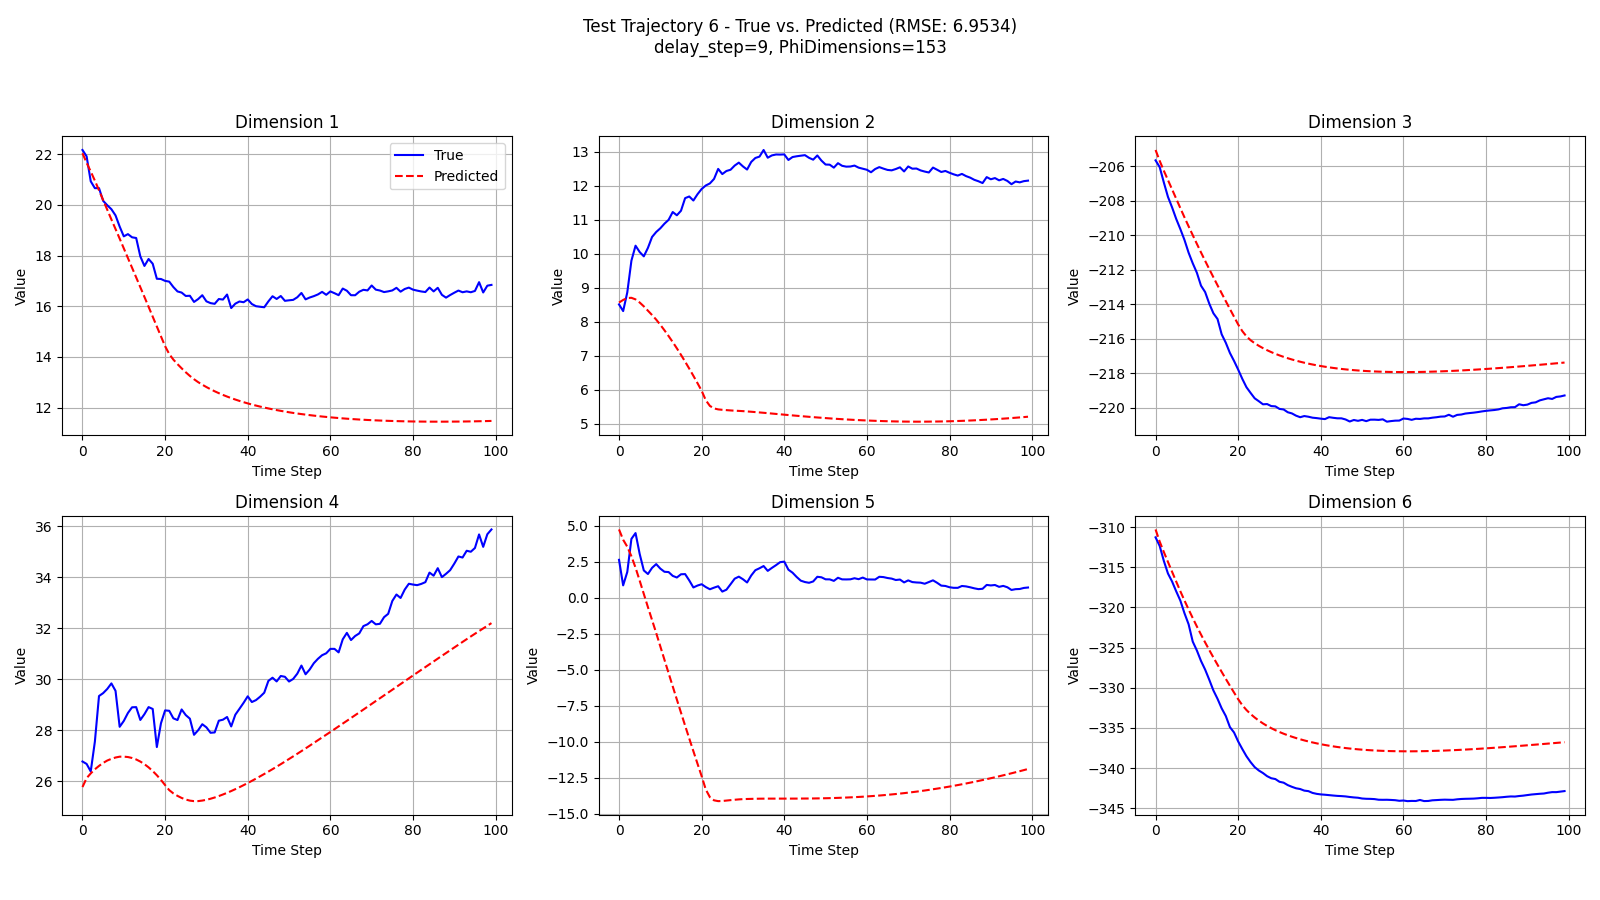 Test Trajectory 6 - True vs. Predicted (RMSE: 6.9534)
delay_step=9, PhiDimensions=153
Dimension 1
22
20
18
16
14
12
Value
0 20 40 60 80 100
Time Step
True
Predicted
Dimension 2
13
12
11
10
9
8
7
6
5
Value
0 20 40 60 80 100
Time Step
Dimension 3
−206
−208
−210
−212
−214
−216
−218
−220
Value
0 20 40 60 80 100
Time Step
Dimension 4
36
34
32
30
28
26
Value
0 20 40 60 80 100
Time Step
Dimension 5
5.0
2.5
0.0
−2.5
−5.0
−7.5
−10.0
−12.5
−15.0
Value
0 20 40 60 80 100
Time Step
Dimension 6
−310
−315
−320
−325
−330
−335
−340
−345
Value
0 20 40 60 80 100
Time Step